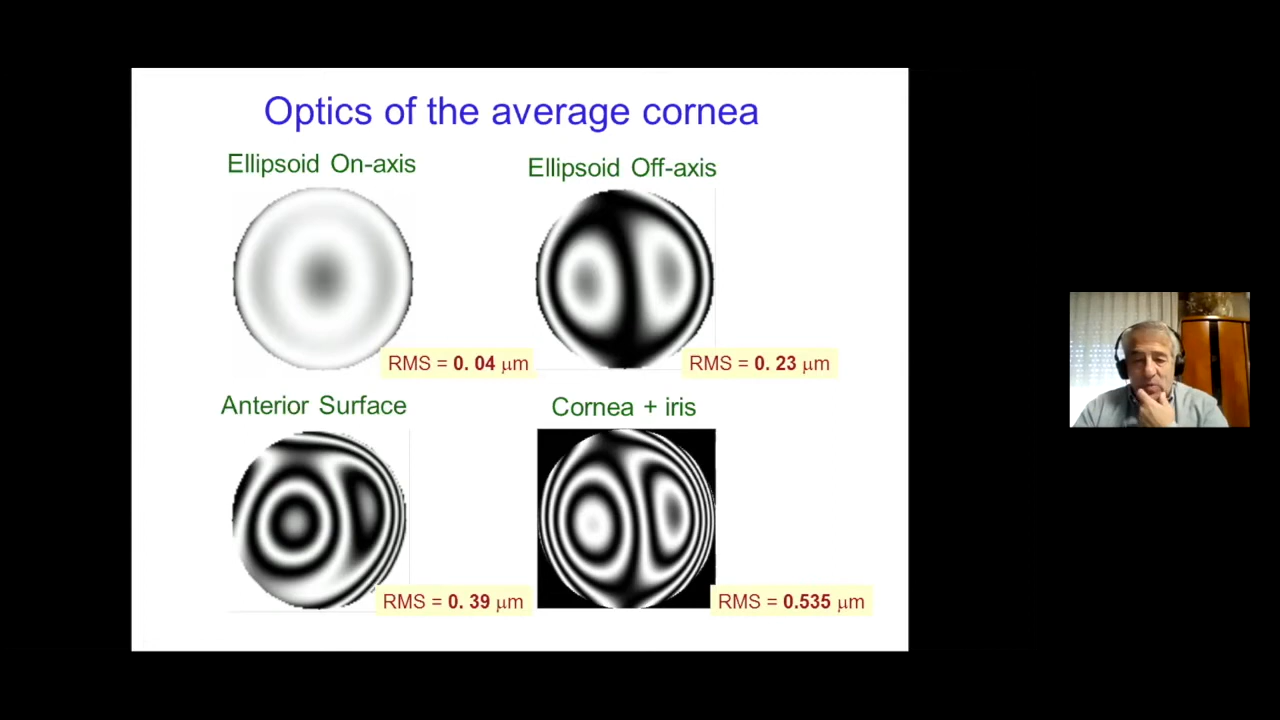 Optics of the average cornea
Ellipsoid On-axis
Ellipsoid Off-axis
RMS = 0. 04 μm
RMS = 0. 23 μm
Anterior Surface
Cornea + iris
RMS = 0. 39 μm
RMS = 0.535 μm